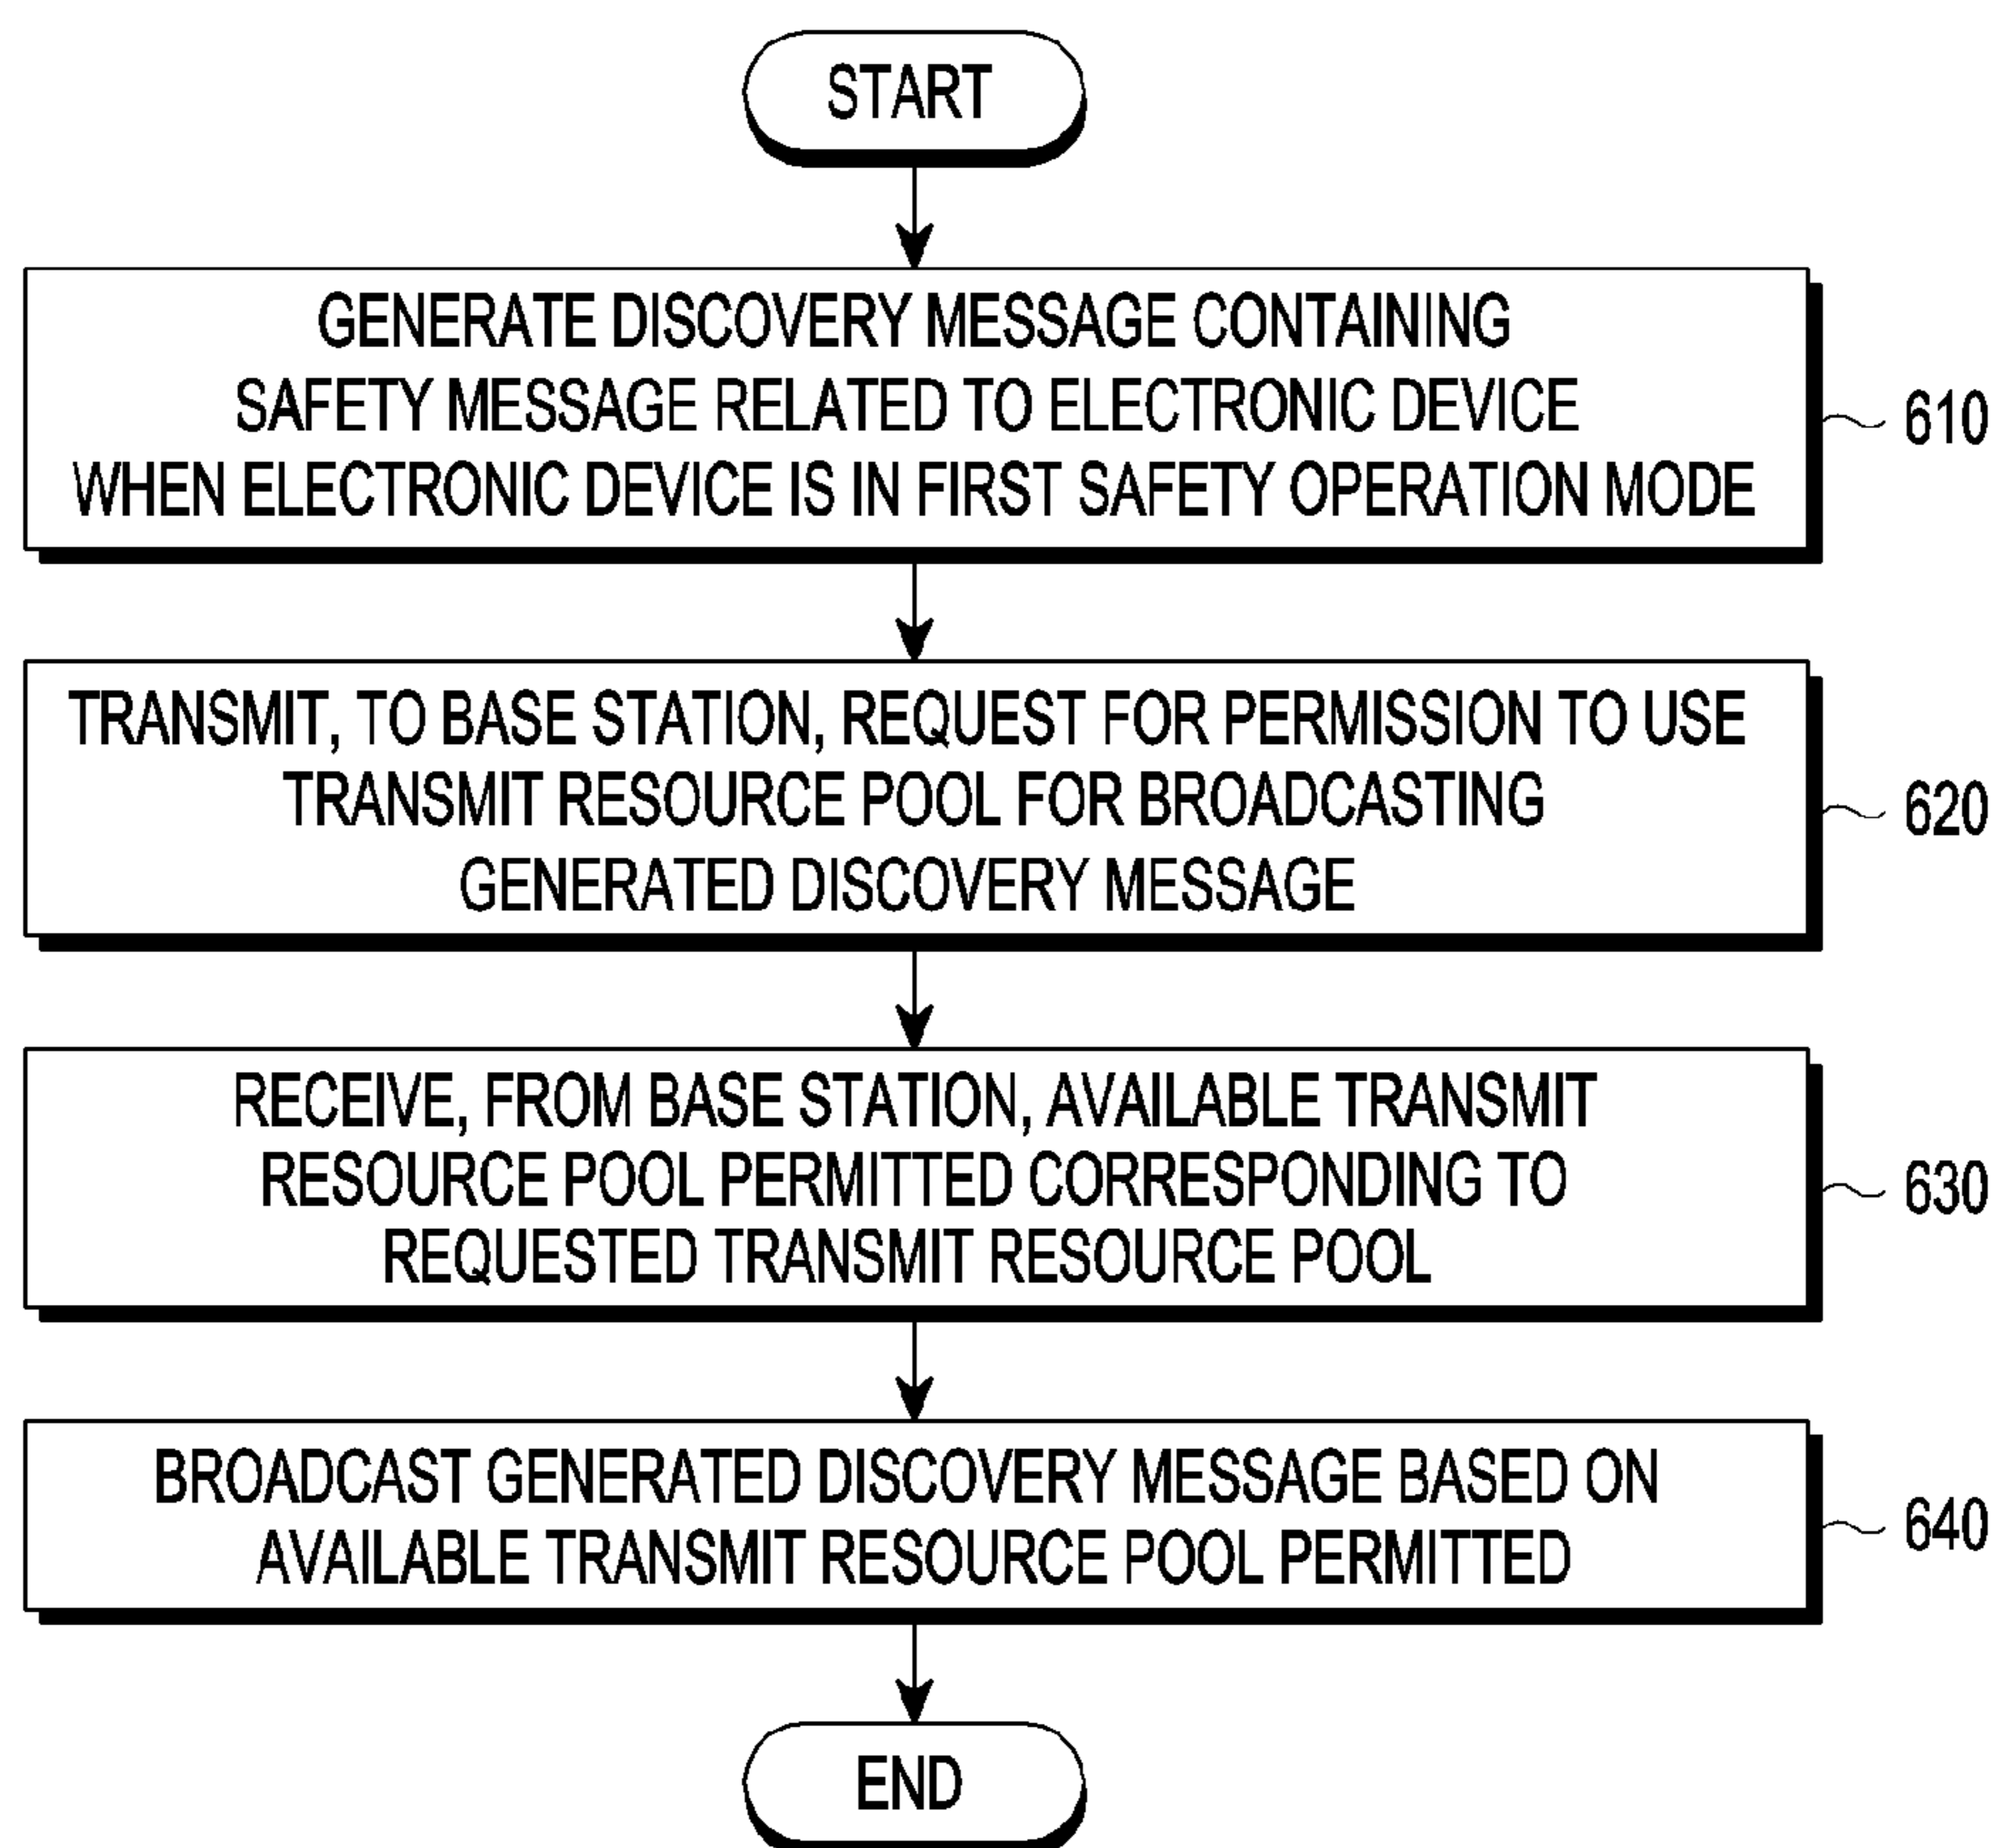 START
GENERATE DISCOVERY MESSAGE CONTAINING
SAFETY MESSAGE RELATED TO ELECTRONIC DEVICE
WHEN ELECTRONIC DEVICE IS IN FIRST SAFETY OPERATION MODE
610
TRANSMIT, TO BASE STATION, REQUEST FOR PERMISSION TO USE
TRANSMIT RESOURCE POOL FOR BROADCASTING
GENERATED DISCOVERY MESSAGE
620
RECEIVE, FROM BASE STATION, AVAILABLE TRANSMIT
RESOURCE POOL PERMITTED CORRESPONDING TO
REQUESTED TRANSMIT RESOURCE POOL
630
BROADCAST GENERATED DISCOVERY MESSAGE BASED ON
AVAILABLE TRANSMIT RESOURCE POOL PERMITTED
640
END